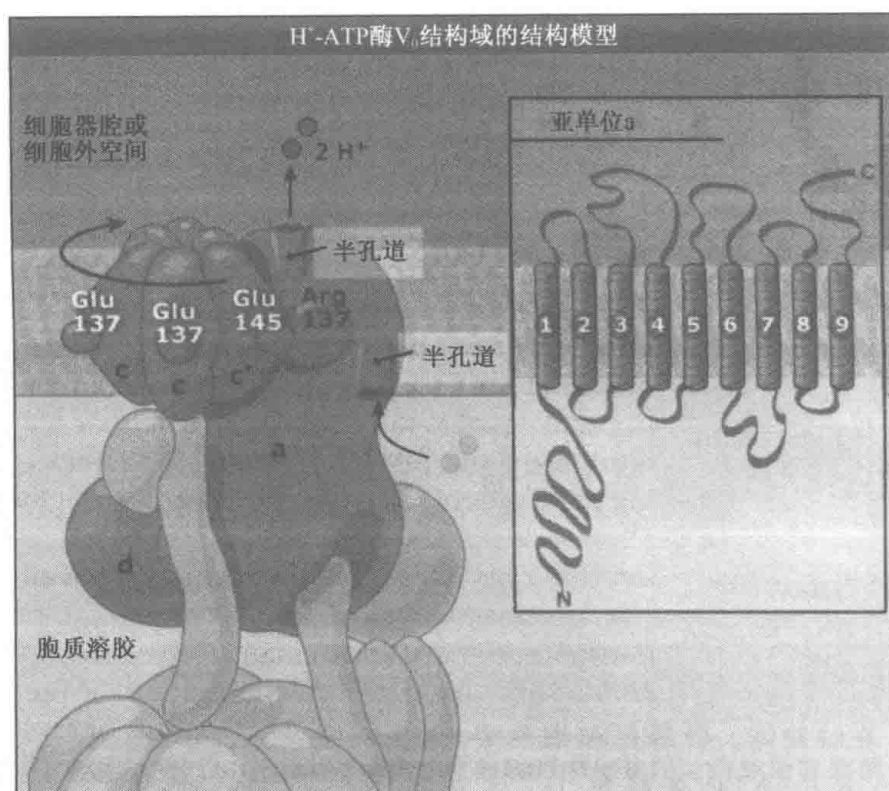 H⁺-ATP酶V₀结构域的结构模型
细胞器腔或
细胞外空间
2 H⁺
半孔道
Glu
137
Glu
137
Glu
145
Arg
137
半孔道
c
c
c"
a
d
胞质溶胶
亚单位a
C
1 2 3 4 5 6 7 8 9
N